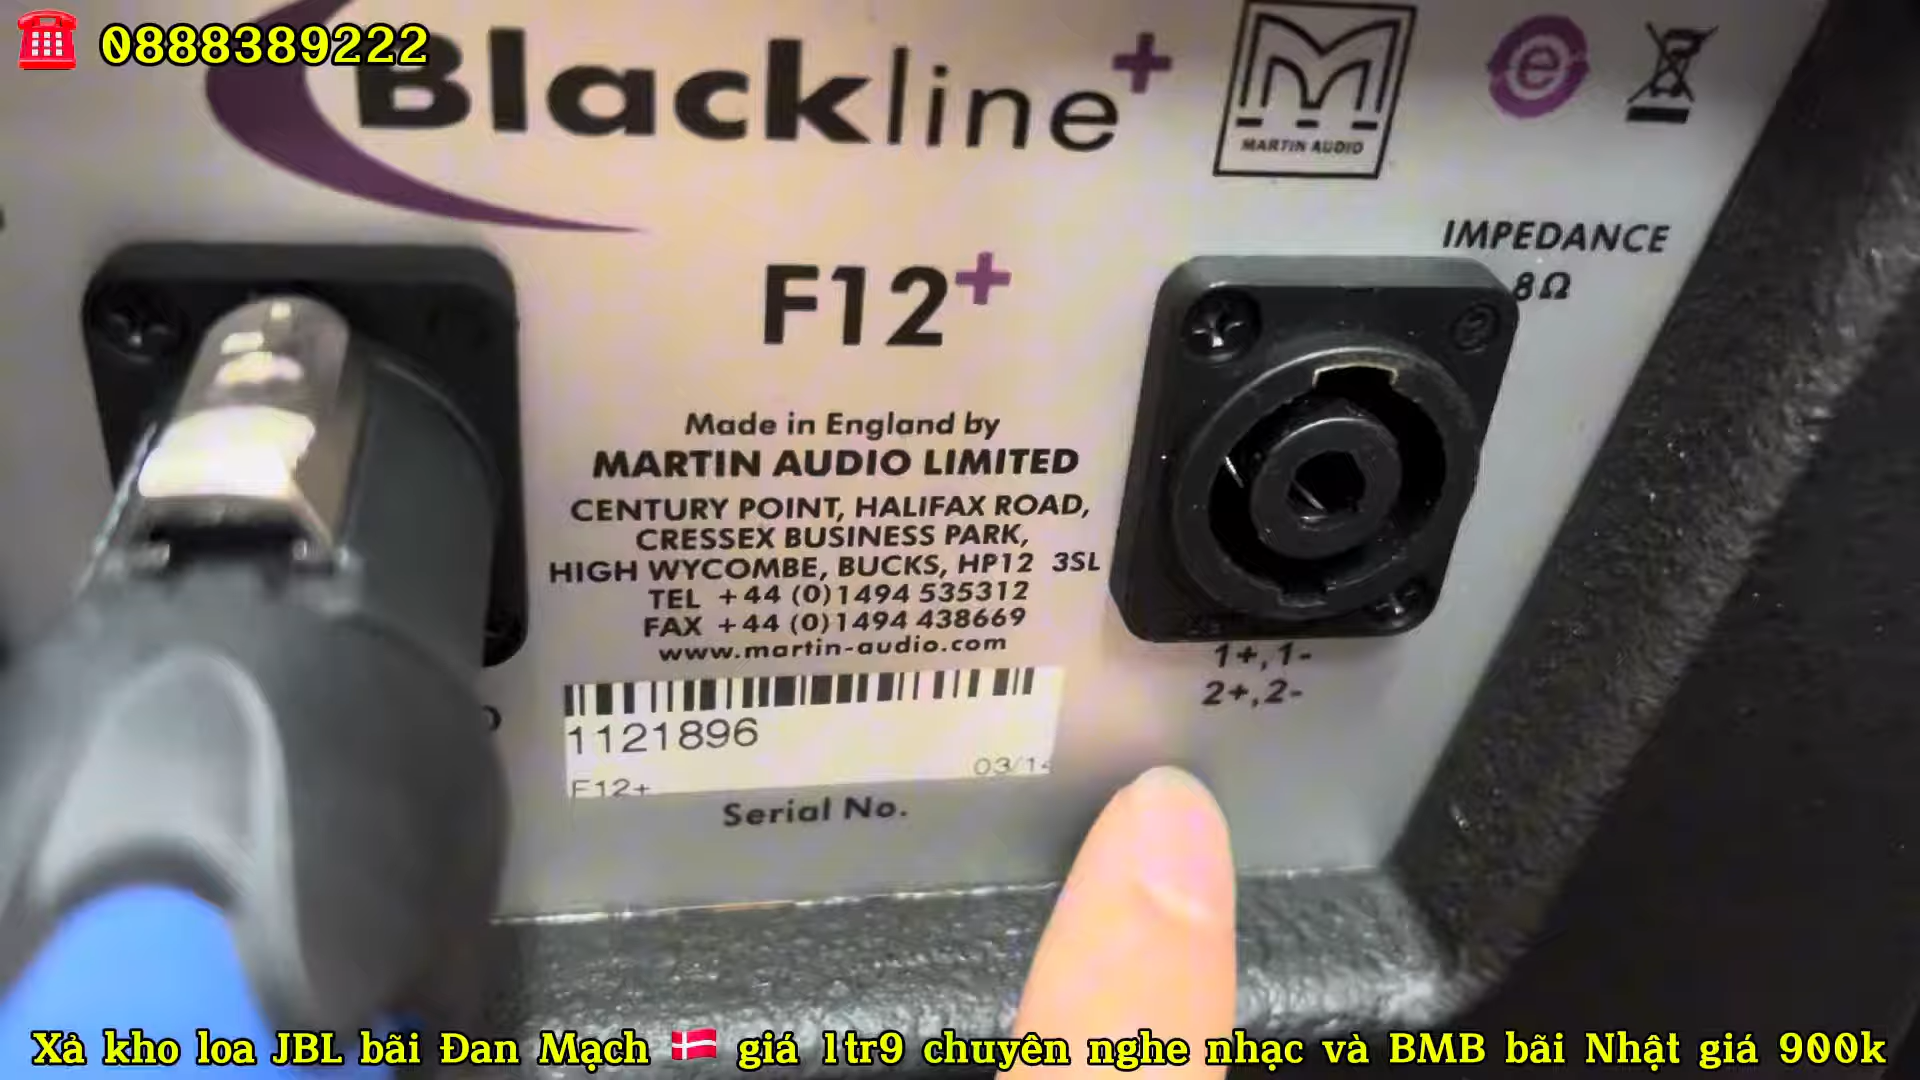 0888389222
Blackline+
MARTIN AUDIO
IMPEDANCE
8Ω
F12+
Made in England by
MARTIN AUDIO LIMITED
CENTURY POINT, HALIFAX ROAD,
CRESSEX BUSINESS PARK,
HIGH WYCOMBE, BUCKS, HP12 3SL
TEL +44 (0)1494 535312
FAX +44 (0)1494 438669
www.martin-audio.com
1+,1-
2+,2-
1121896
F12+ 03/14
Serial No.
Xả kho loa JBL bãi Đan Mạch 🇩🇰 giá 1tr9 chuyên nghe nhạc và BMB bãi Nhật giá 900k